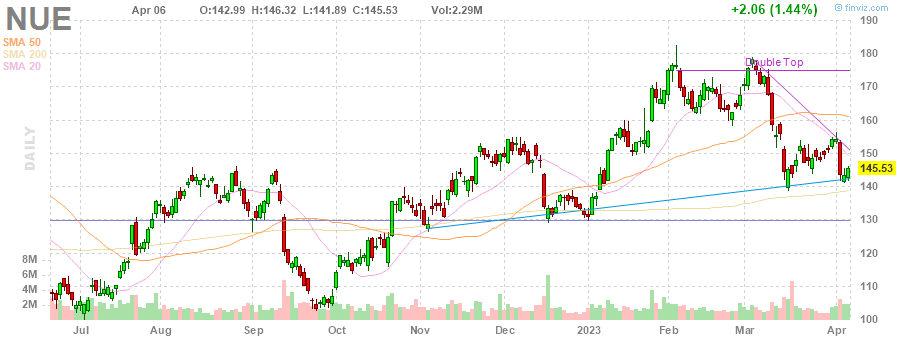 NUE Apr 06 O:142.99 H:146.32 L:141.89 C:145.53 Vol:2.29M +2.06 (1.44%) © finviz.com
SMA 50
SMA 200
SMA 20
DAILY
Double Top
190
180
170
160
150
145.53
140
130
120
110
100
8M
6M
4M
2M
Jul Aug Sep Oct Nov Dec 2023 Feb Mar Apr